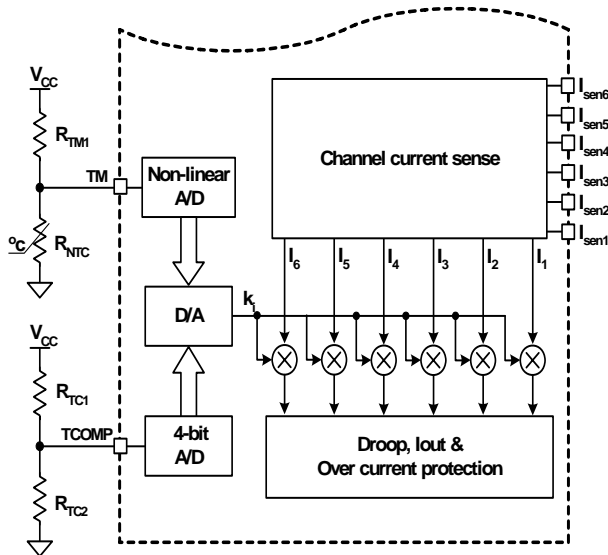 V_CC
R_TM1
TM
°c
R_NTC
V_CC
R_TC1
TCOMP
R_TC2
Non-linear
A/D
D/A
4-bit
A/D
k_i
Channel current sense
I_sen6
I_sen5
I_sen4
I_sen3
I_sen2
I_sen1
I_6
I_5
I_4
I_3
I_2
I_1
Droop, Iout &
Over current protection